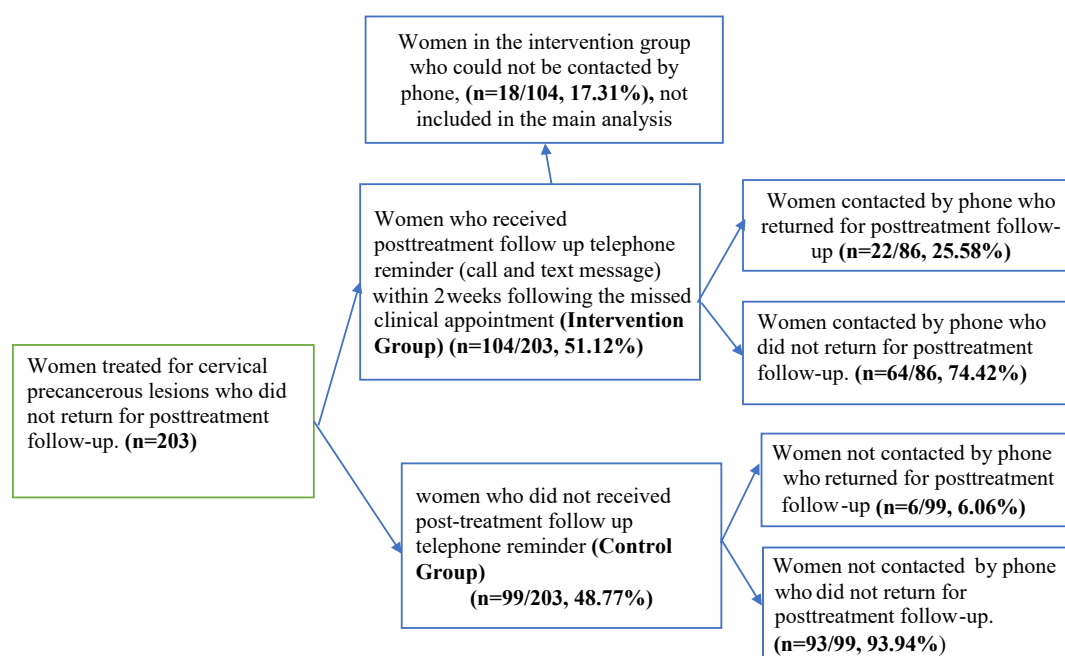 Women in the intervention group
who could not be contacted by
phone, (n=18/104, 17.31%), not
included in the main analysis
Women who received
posttreatment follow up telephone
reminder (call and text message)
within 2 weeks following the missed
clinical appointment (Intervention
Group) (n=104/203, 51.12%)
Women contacted by phone who
returned for posttreatment follow-
up (n=22/86, 25.58%)
Women contacted by phone who
did not return for posttreatment
follow-up. (n=64/86, 74.42%)
Women treated for cervical
precancerous lesions who did
not return for posttreatment
follow-up. (n=203)
women who did not received
post-treatment follow up
telephone reminder (Control
Group)
(n=99/203, 48.77%)
Women not contacted by phone
who returned for posttreatment
follow-up (n=6/99, 6.06%)
Women not contacted by phone
who did not return for
posttreatment follow-up.
(n=93/99, 93.94%)